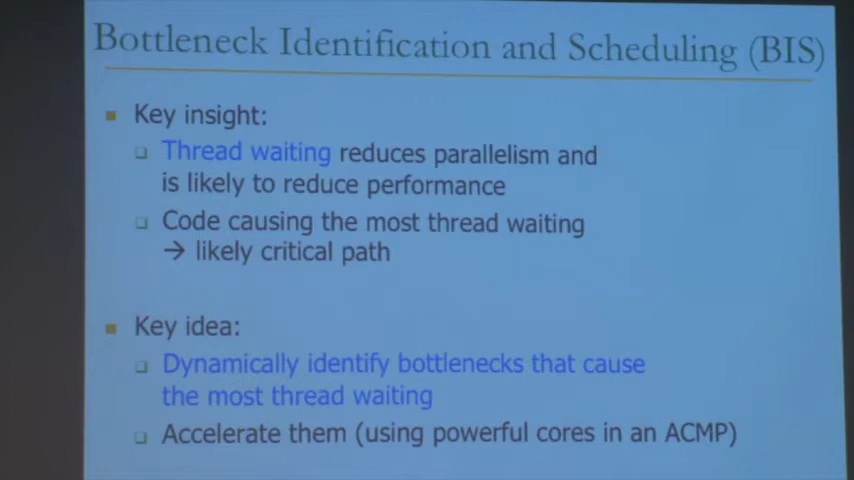 Bottleneck Identification and Scheduling (BIS)
Key insight:
Thread waiting reduces parallelism and
is likely to reduce performance
Code causing the most thread waiting
→ likely critical path
Key idea:
Dynamically identify bottlenecks that cause
the most thread waiting
Accelerate them (using powerful cores in an ACMP)